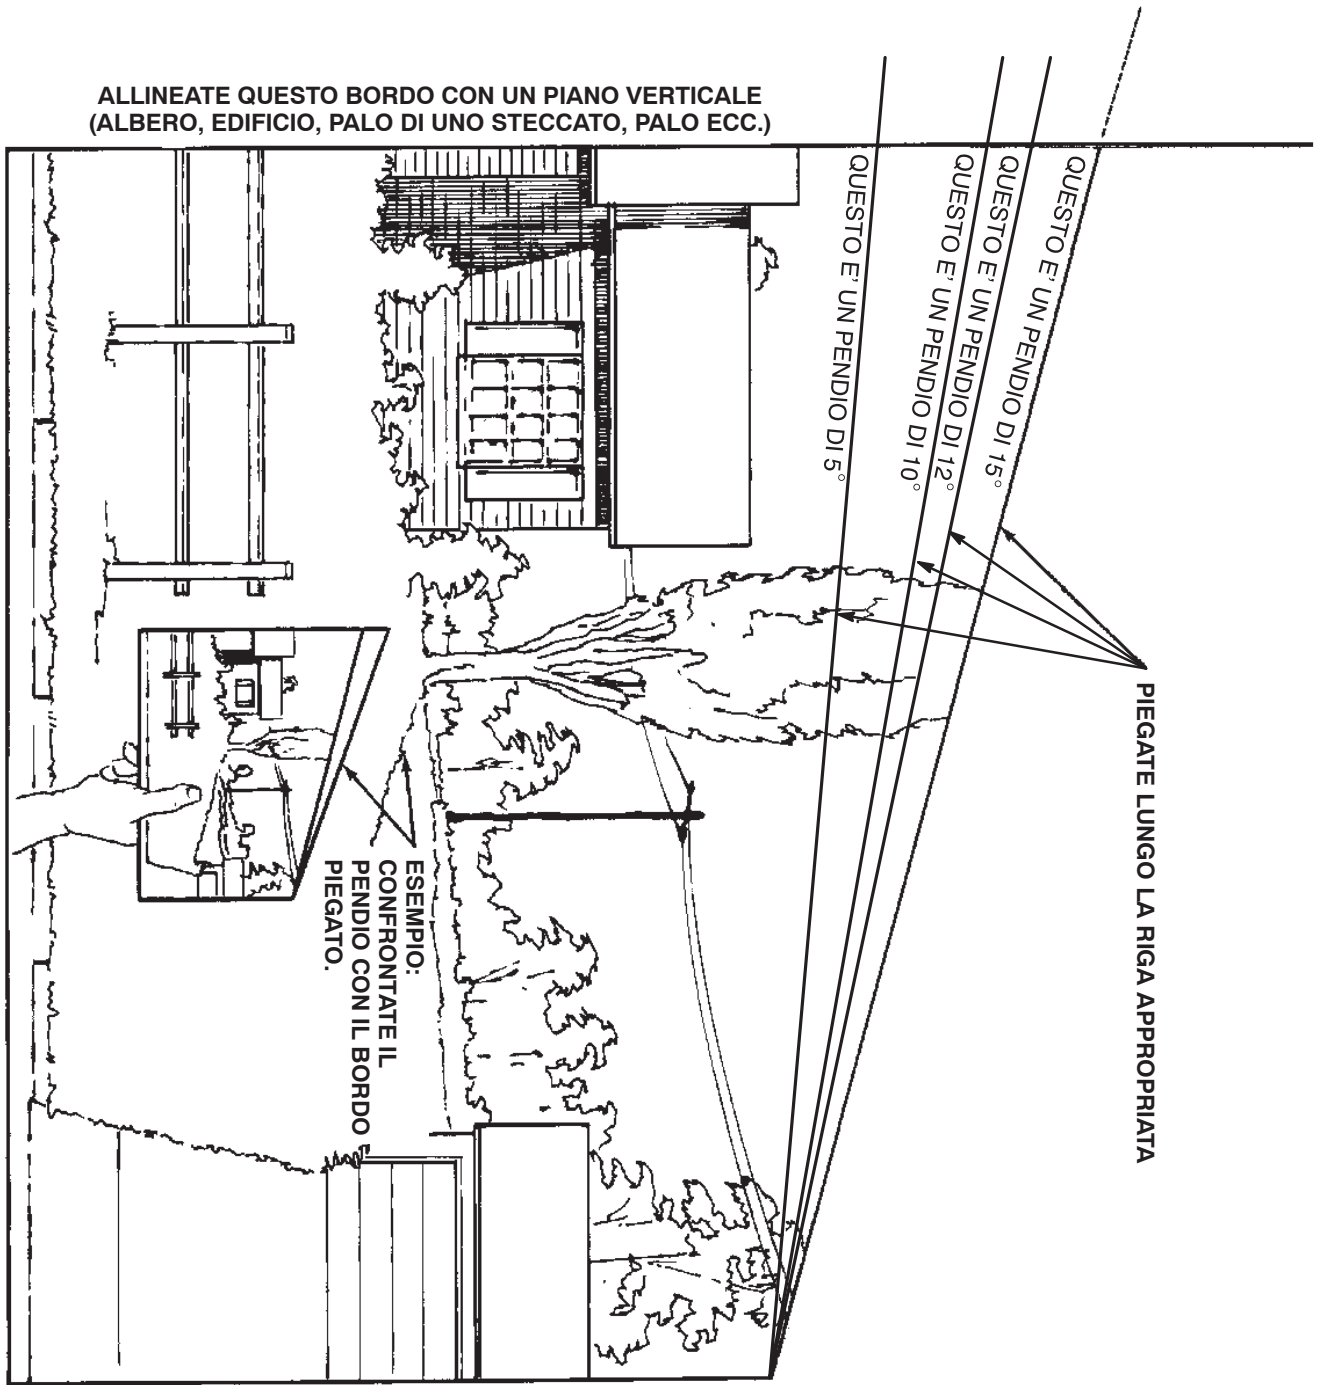 ALLINEATE QUESTO BORDO CON UN PIANO VERTICALE
(ALBERO, EDIFICIO, PALO DI UNO STECCATO, PALO ECC.)
QUESTO E' UN PENDIO DI 15°
QUESTO E' UN PENDIO DI 12°
QUESTO E' UN PENDIO DI 10°
QUESTO E' UN PENDIO DI 5°
PIEGATE LUNGO LA RIGA APPROPRIATA
ESEMPIO:
CONFRONTATE IL
PENDIO CON IL BORDO
PIEGATO.